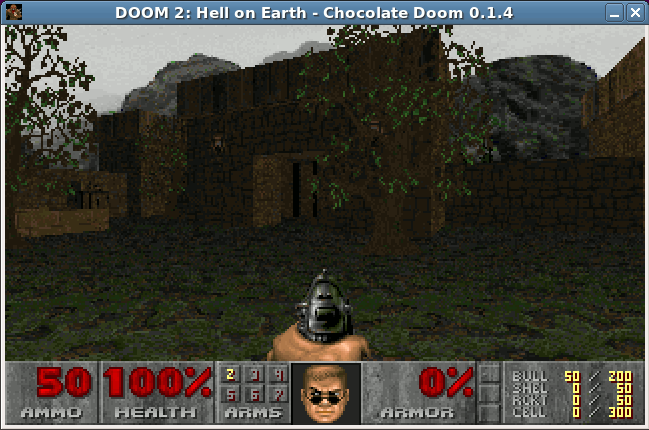 DOOM 2: Hell on Earth - Chocolate Doom 0.1.4
50 100% 2 3 4 0% BULL 50 / 200
5 6 7 SHEL 0 / 50
RCKT 0 / 50
AMMO HEALTH ARMS ARMOR CELL 0 / 300